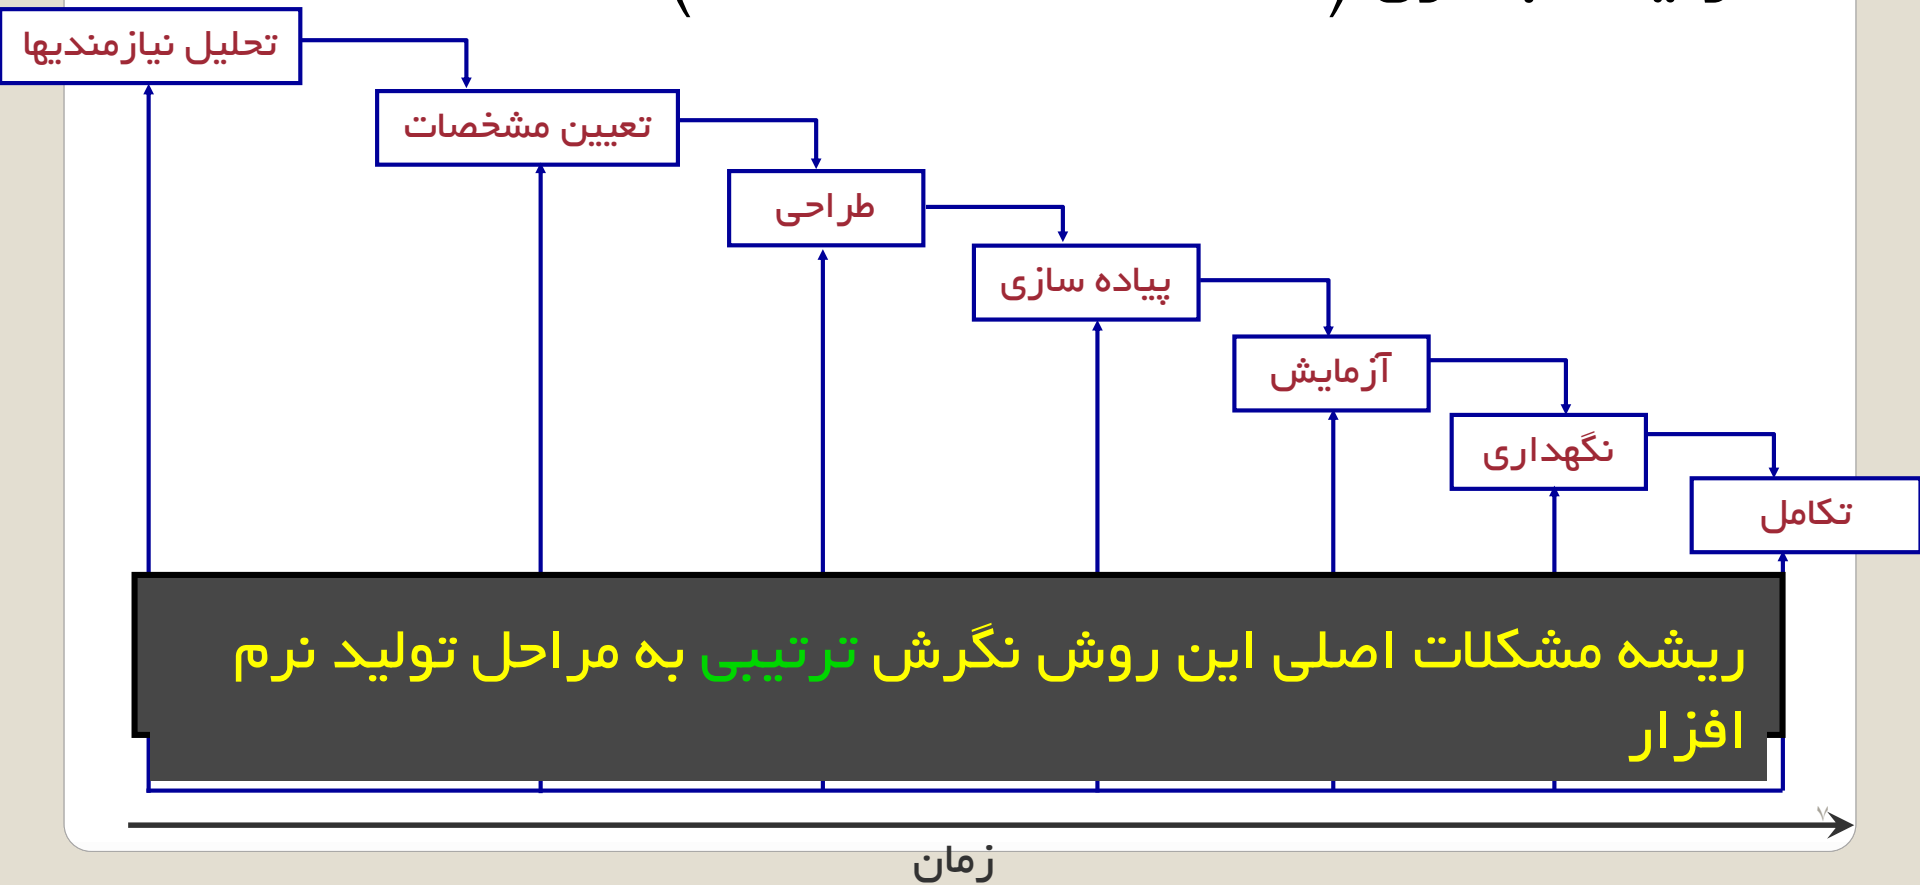 تحلیل نیازمندیها
تعیین مشخصات
طراحی
پیاده سازی
آزمایش
نگهداری
تکامل
ریشه مشکلات اصلی این روش نگرش ترتیبی به مراحل تولید نرم
افزار
۷
زمان